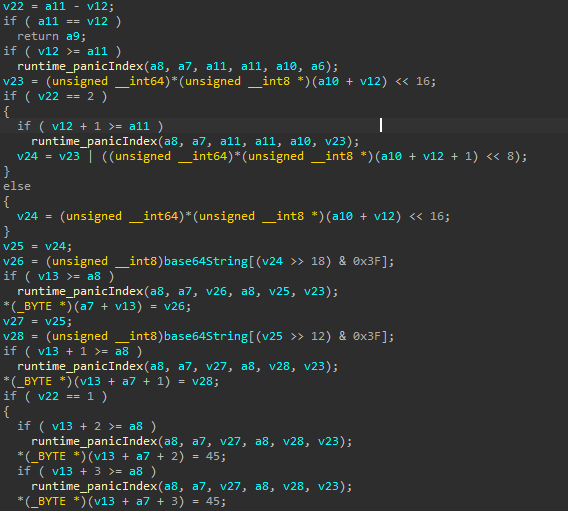 v22 = a11 - v12;
if ( a11 == v12 )
  return a9;
if ( v12 >= a11 )
  runtime_panicIndex(a8, a7, a11, a11, a10, a6);
v23 = (unsigned __int64)*(unsigned __int8 *)(a10 + v12) << 16;
if ( v22 == 2 )
{
  if ( v12 + 1 >= a11 )
    runtime_panicIndex(a8, a7, a11, a11, a10, v23);
  v24 = v23 | ((unsigned __int64)*(unsigned __int8 *)(a10 + v12 + 1) << 8);
}
else
{
  v24 = (unsigned __int64)*(unsigned __int8 *)(a10 + v12) << 16;
}
v25 = v24;
v26 = (unsigned __int8)base64String[(v24 >> 18) & 0x3F];
if ( v13 >= a8 )
  runtime_panicIndex(a8, a7, v26, a8, v25, v23);
*(_BYTE *)(a7 + v13) = v26;
v27 = v25;
v28 = (unsigned __int8)base64String[(v25 >> 12) & 0x3F];
if ( v13 + 1 >= a8 )
  runtime_panicIndex(a8, a7, v27, a8, v28, v23);
*(_BYTE *)(v13 + a7 + 1) = v28;
if ( v22 == 1 )
{
  if ( v13 + 2 >= a8 )
    runtime_panicIndex(a8, a7, v27, a8, v28, v23);
  *(_BYTE *)(v13 + a7 + 2) = 45;
  if ( v13 + 3 >= a8 )
    runtime_panicIndex(a8, a7, v27, a8, v28, v23);
  *(_BYTE *)(v13 + a7 + 3) = 45;